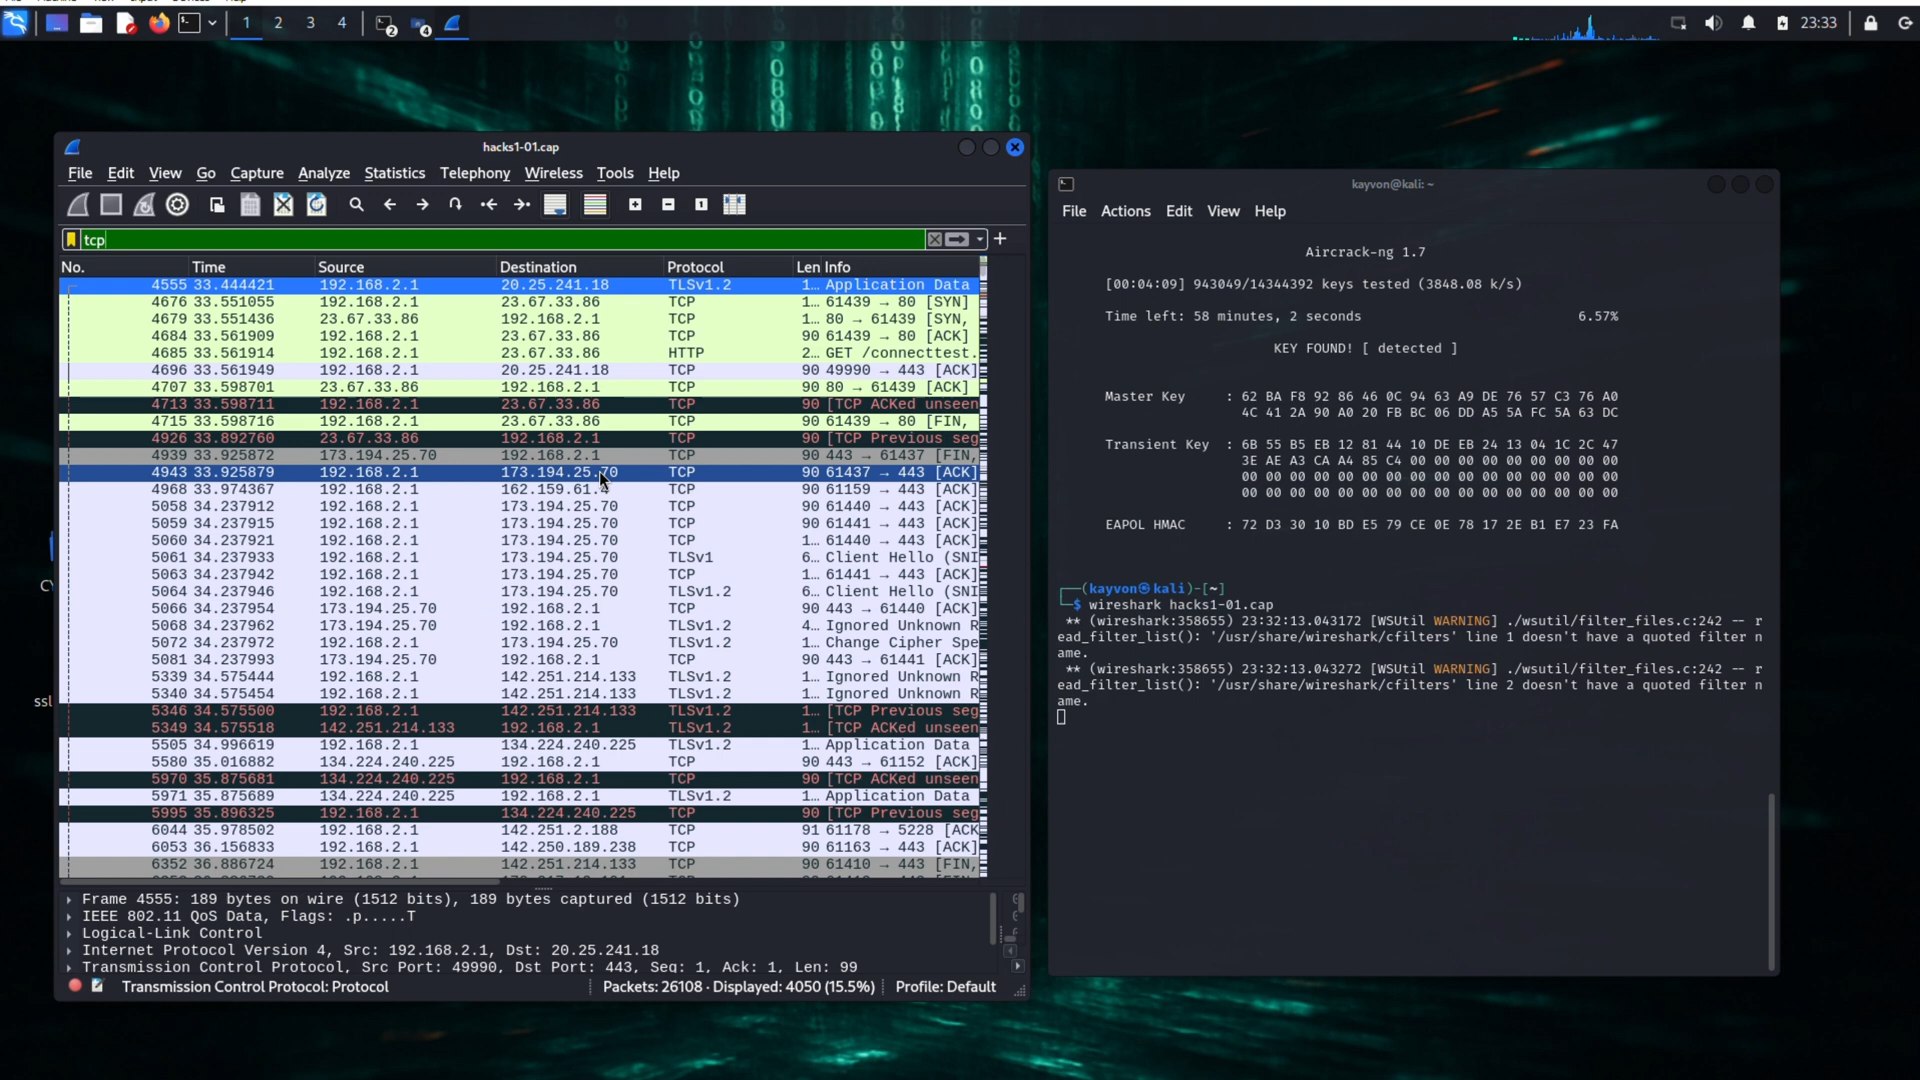 1 2 3 4 2 4 23:33
hacks1-01.cap
File Edit View Go Capture Analyze Statistics Telephony Wireless Tools Help
tcp
No. Time Source Destination Protocol Len Info
4555 33.444421 192.168.2.1 20.25.241.18 TLSv1.2 1… Application Data
4676 33.551055 192.168.2.1 23.67.33.86 TCP 1… 61439 → 80 [SYN]
4679 33.551436 23.67.33.86 192.168.2.1 TCP 1… 80 → 61439 [SYN,
4684 33.561909 192.168.2.1 23.67.33.86 TCP 90 61439 → 80 [ACK]
4685 33.561914 192.168.2.1 23.67.33.86 HTTP 2… GET /connecttest.
4696 33.561949 192.168.2.1 20.25.241.18 TCP 90 49990 → 443 [ACK]
4707 33.598701 23.67.33.86 192.168.2.1 TCP 90 80 → 61439 [ACK]
4713 33.598711 192.168.2.1 23.67.33.86 TCP 90 [TCP ACKed unseen
4715 33.598716 192.168.2.1 23.67.33.86 TCP 90 61439 → 80 [FIN,
4926 33.892760 23.67.33.86 192.168.2.1 TCP 90 [TCP Previous seg
4939 33.925872 173.194.25.70 192.168.2.1 TCP 90 443 → 61437 [FIN,
4943 33.925879 192.168.2.1 173.194.25.70 TCP 90 61437 → 443 [ACK]
4968 33.974367 192.168.2.1 162.159.61.4 TCP 90 61159 → 443 [ACK]
5058 34.237912 192.168.2.1 173.194.25.70 TCP 90 61440 → 443 [ACK]
5059 34.237915 192.168.2.1 173.194.25.70 TCP 90 61441 → 443 [ACK]
5060 34.237921 192.168.2.1 173.194.25.70 TCP 1… 61440 → 443 [ACK]
5061 34.237933 192.168.2.1 173.194.25.70 TLSv1 6… Client Hello (SNI
5063 34.237942 192.168.2.1 173.194.25.70 TCP 1… 61441 → 443 [ACK]
5064 34.237946 192.168.2.1 173.194.25.70 TLSv1.2 6… Client Hello (SNI
5066 34.237954 173.194.25.70 192.168.2.1 TCP 90 443 → 61440 [ACK]
5068 34.237962 173.194.25.70 192.168.2.1 TLSv1.2 4… Ignored Unknown R
5072 34.237972 192.168.2.1 173.194.25.70 TLSv1.2 1… Change Cipher Spe
5081 34.237993 173.194.25.70 192.168.2.1 TCP 90 443 → 61441 [ACK]
5339 34.575444 192.168.2.1 142.251.214.133 TLSv1.2 1… Ignored Unknown R
5340 34.575454 192.168.2.1 142.251.214.133 TLSv1.2 1… Ignored Unknown R
5346 34.575500 192.168.2.1 142.251.214.133 TLSv1.2 1… [TCP Previous seg
5349 34.575518 142.251.214.133 192.168.2.1 TLSv1.2 1… [TCP ACKed unseen
5505 34.996619 192.168.2.1 134.224.240.225 TLSv1.2 1… Application Data
5580 35.016882 134.224.240.225 192.168.2.1 TCP 90 443 → 61152 [ACK]
5970 35.875681 134.224.240.225 192.168.2.1 TCP 90 [TCP ACKed unseen
5971 35.875689 134.224.240.225 192.168.2.1 TLSv1.2 1… Application Data
5995 35.896325 192.168.2.1 134.224.240.225 TCP 90 [TCP Previous seg
6044 35.978502 192.168.2.1 142.251.2.188 TCP 91 61178 → 5228 [ACK
6053 36.156833 192.168.2.1 142.250.189.238 TCP 90 61163 → 443 [ACK]
6352 36.886724 192.168.2.1 142.251.214.133 TCP 90 61410 → 443 [FIN,
Frame 4555: 189 bytes on wire (1512 bits), 189 bytes captured (1512 bits)
IEEE 802.11 QoS Data, Flags: .p.....T
Logical-Link Control
Internet Protocol Version 4, Src: 192.168.2.1, Dst: 20.25.241.18
Transmission Control Protocol, Src Port: 49990, Dst Port: 443, Seq: 1, Ack: 1, Len: 99
Transmission Control Protocol: Protocol Packets: 26108 · Displayed: 4050 (15.5%) Profile: Default
kayvon@kali: ~
File Actions Edit View Help
Aircrack-ng 1.7
[00:04:09] 943049/14344392 keys tested (3848.08 k/s)
Time left: 58 minutes, 2 seconds 6.57%
KEY FOUND! [ detected ]
Master Key : 62 BA F8 92 86 46 0C 94 63 A9 DE 76 57 C3 76 A0
4C 41 2A 90 A0 20 FB BC 06 DD A5 5A FC 5A 63 DC
Transient Key : 6B 55 B5 EB 12 81 44 10 DE EB 24 13 04 1C 2C 47
3E AE A3 CA A4 85 C4 00 00 00 00 00 00 00 00 00
00 00 00 00 00 00 00 00 00 00 00 00 00 00 00 00
00 00 00 00 00 00 00 00 00 00 00 00 00 00 00 00
EAPOL HMAC : 72 D3 30 10 BD E5 79 CE 0E 78 17 2E B1 E7 23 FA
┌──(kayvon㉿kali)-[~]
└─$ wireshark hacks1-01.cap
** (wireshark:358655) 23:32:13.043172 [WSUtil WARNING] ./wsutil/filter_files.c:242 -- r
ead_filter_list(): '/usr/share/wireshark/cfilters' line 1 doesn't have a quoted filter n
ame.
** (wireshark:358655) 23:32:13.043272 [WSUtil WARNING] ./wsutil/filter_files.c:242 -- r
ead_filter_list(): '/usr/share/wireshark/cfilters' line 2 doesn't have a quoted filter n
ame.
CY
ssl